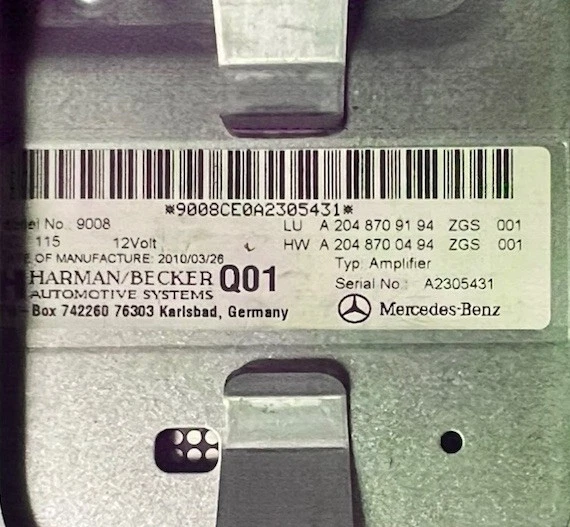 *9008CE0A2305431*
No.: 9008 LU A 204 870 91 94 ZGS 001
115 12Volt HW A 204 870 04 94 ZGS 001
OF MANUFACTURE: 2010/03/26 Typ: Amplifier
HARMAN/BECKER Q01 Serial No.: A2305431
AUTOMOTIVE SYSTEMS
Box 742260 76303 Karlsbad, Germany Mercedes-Benz